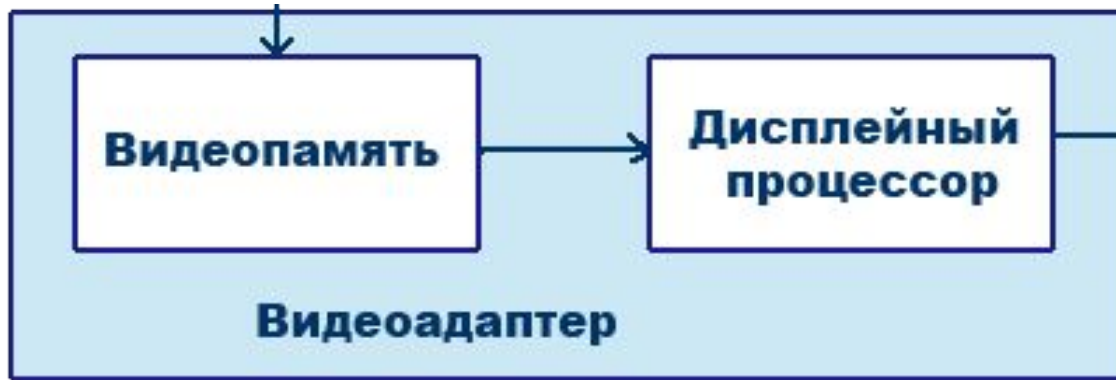 Видеопамять
Дисплейный
процессор
Видеоадаптер